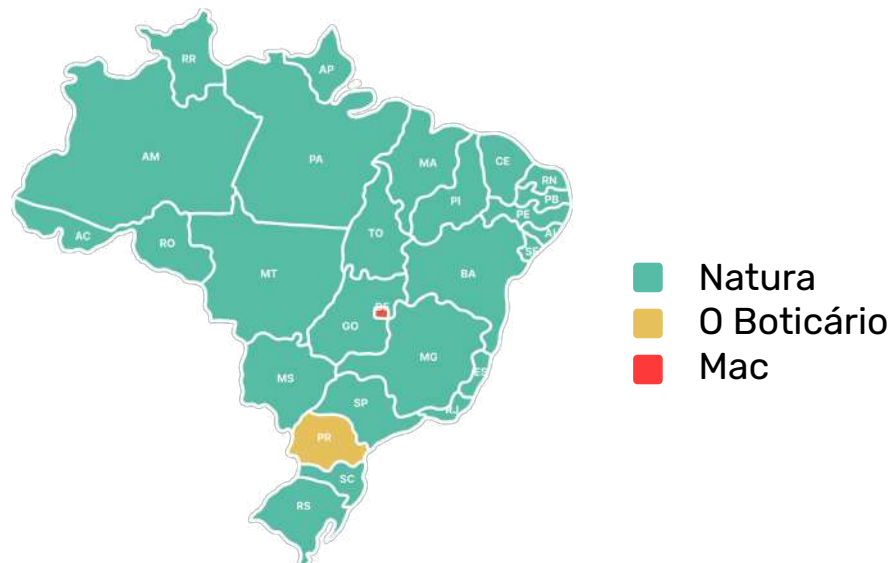 RR
AP
AM
PA
MA
CE
RN
PB
PI
PE
AL
SE
AC
RO
TO
MT
BA
DF
GO
MG
ES
MS
SP
RJ
PR
SC
RS
Natura
O Boticário
Mac